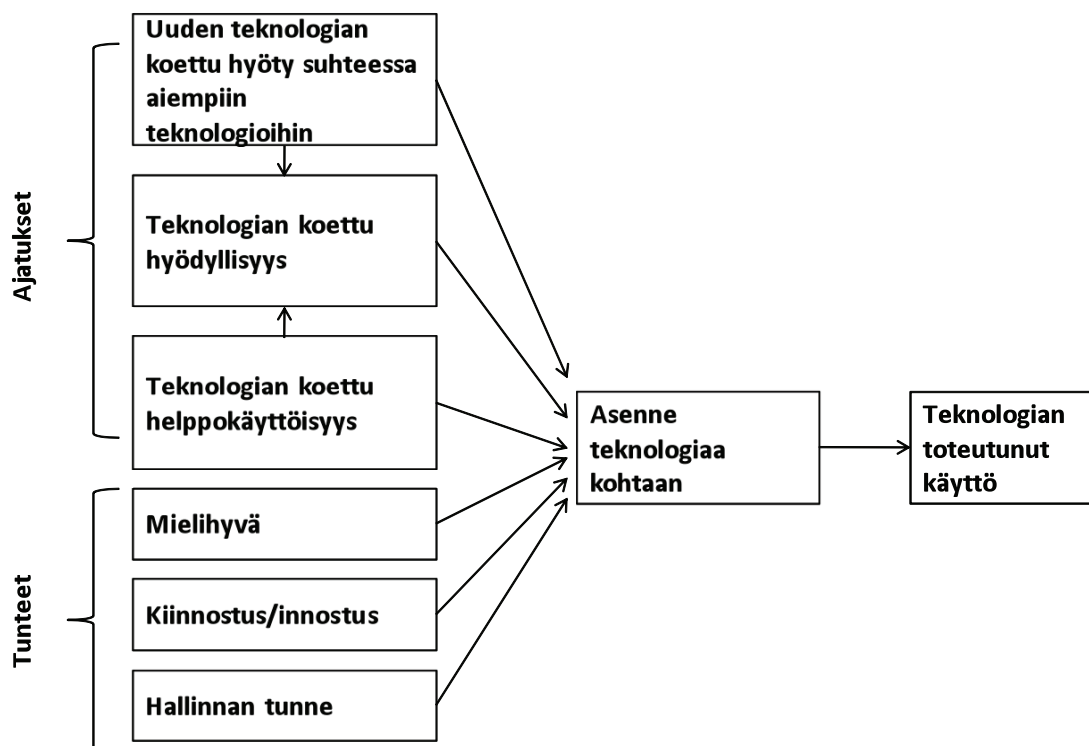 Ajatukset
Uuden teknologian
koettu hyöty suhteessa
aiempiin
teknologioihin
Teknologian koettu
hyödyllisyys
Teknologian koettu
helppokäyttöisyys
Tunteet
Mielihyvä
Kiinnostus/innostus
Hallinnan tunne
Asenne
teknologiaa
kohtaan
Teknologian
toteutunut
käyttö